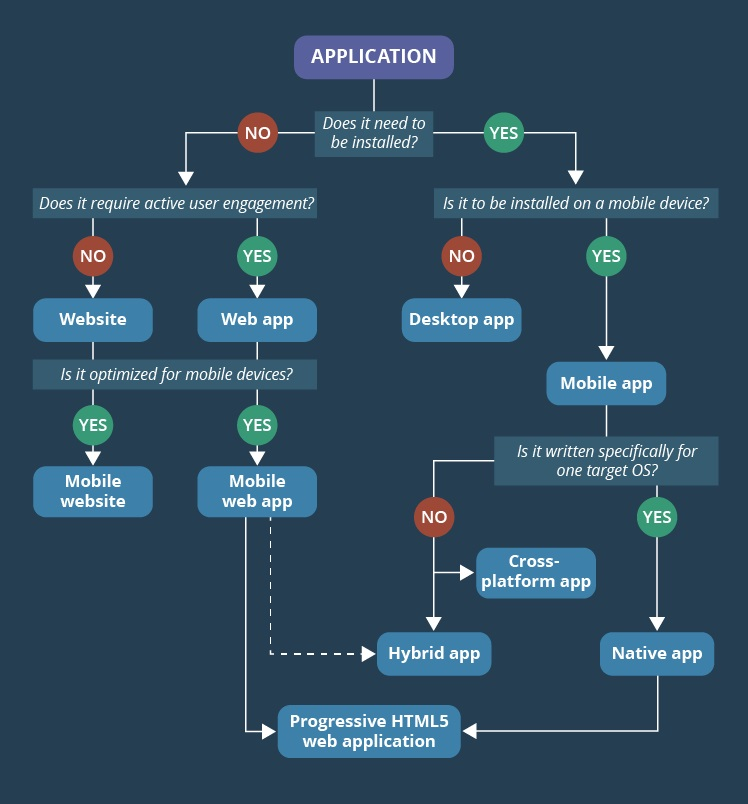 APPLICATION
NO
Does it need to
be installed?
YES
Does it require active user engagement?
Is it to be installed on a mobile device?
NO
YES
NO
YES
Website
Web app
Desktop app
Is it optimized for mobile devices?
Mobile app
YES
YES
Is it written specifically for
one target OS?
Mobile
website
Mobile
web app
NO
YES
Cross-
platform app
Hybrid app
Native app
Progressive HTML5
web application